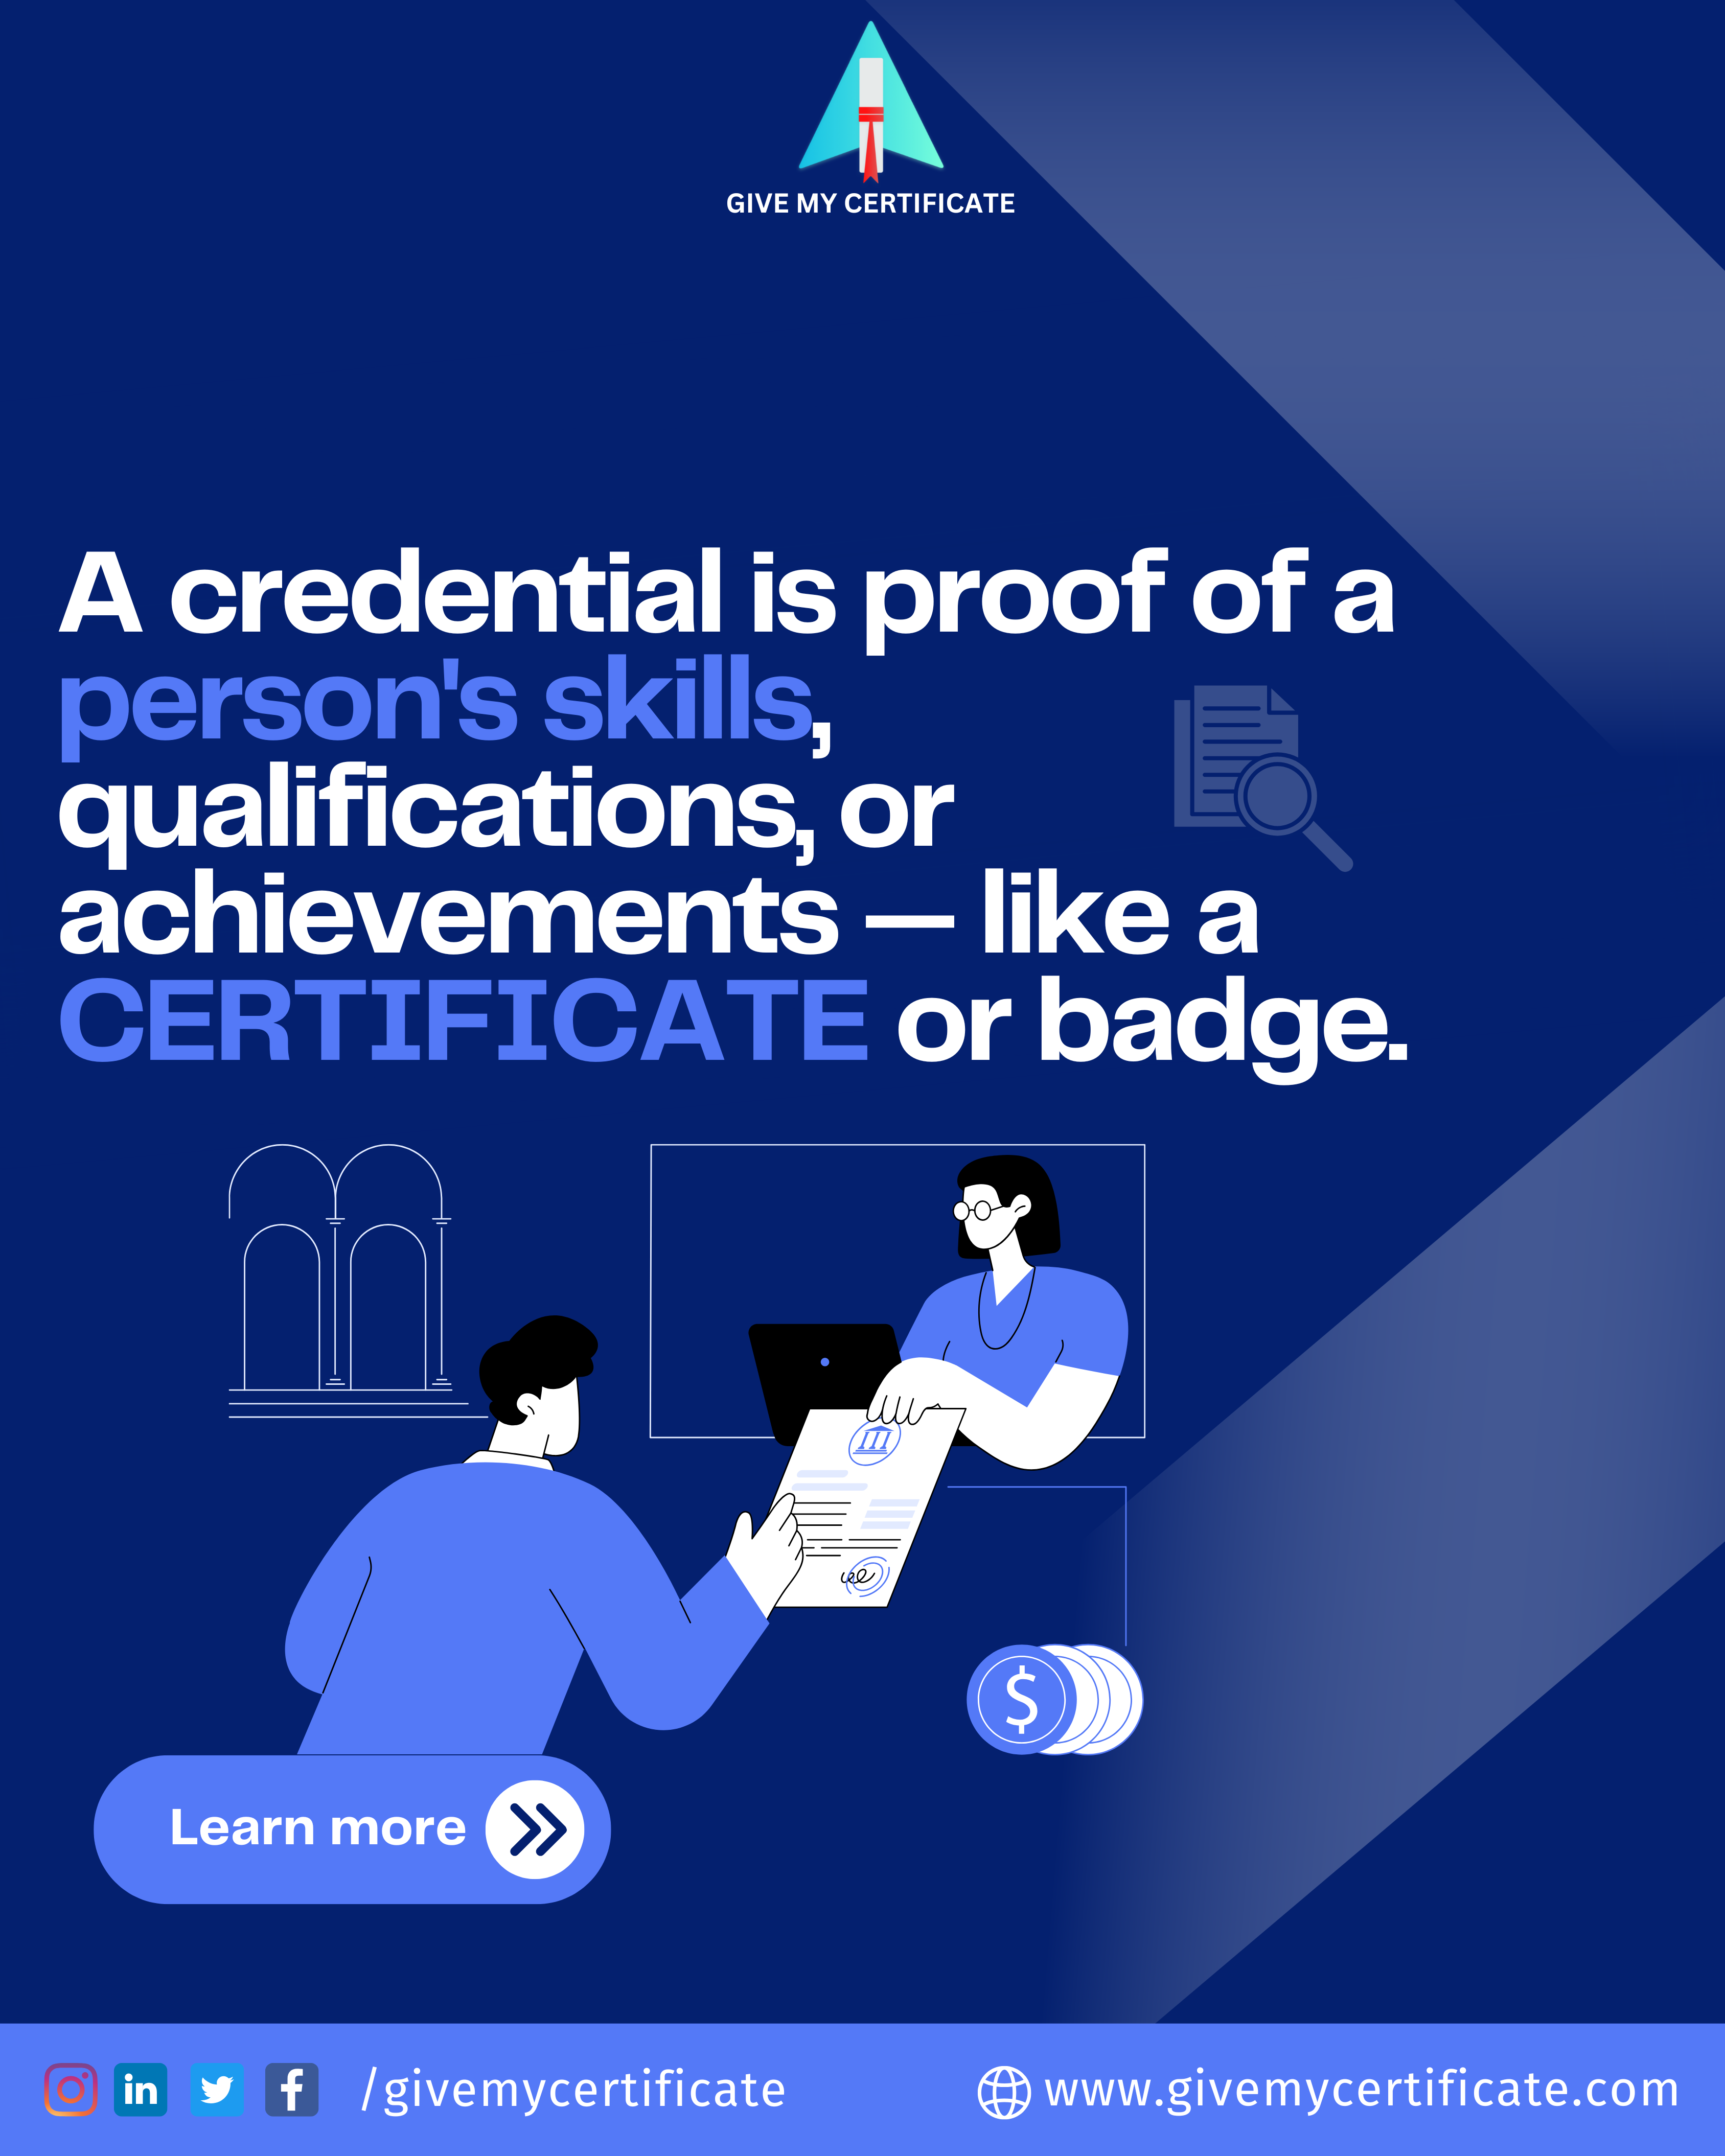 GIVE MY CERTIFICATE
A credential is proof of a
person's skills,
qualifications, or
achievements — like a
CERTIFICATE or badge.
$
Learn more
in
f
/givemycertificate
www.givemycertificate.com